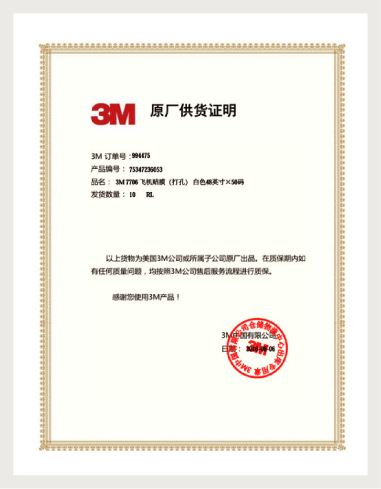 3M 原厂供货证明
3M 订单号：994475
产品编号： 75347236053
品名： 3M 7706 飞机贴膜（打孔） 白色48英寸×50码
发货数量： 10 RL
以上货物为美国3M公司或所属子公司原厂出品。在质保期内如
有任何质量问题，均按照3M公司售后服务流程进行质保。
感谢您使用3M产品！
3M中国有限公司
日期：
3M